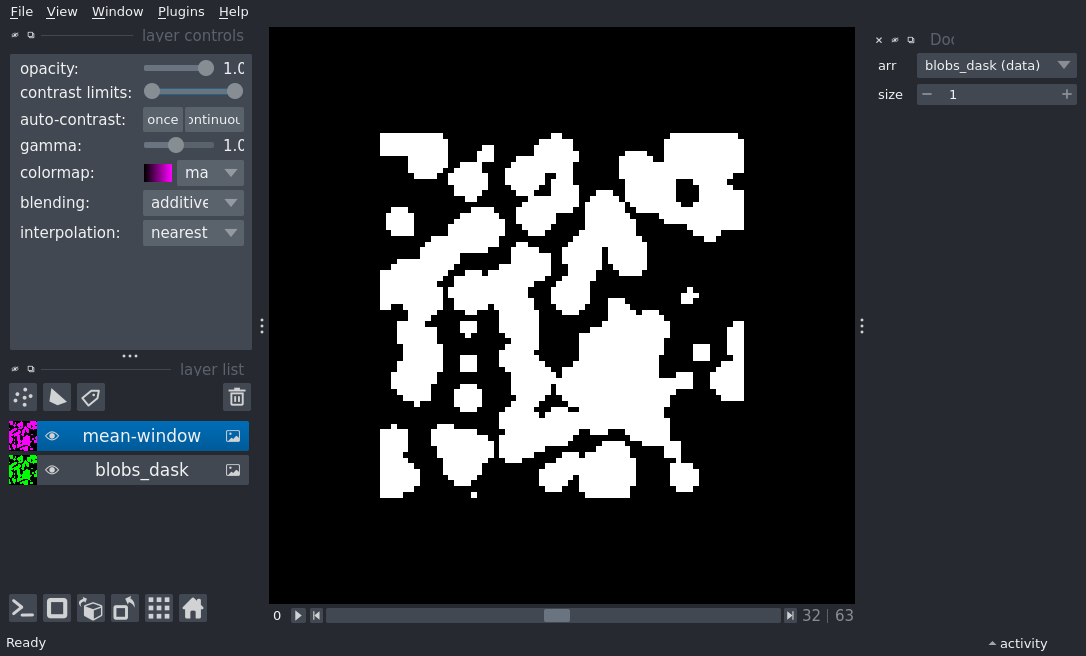 File View Window Plugins Help
layer controls
opacity: 1.0
contrast limits:
auto-contrast: once ontinuou
gamma: 1.0
colormap: ma
blending: additive
interpolation: nearest
layer list
mean-window
blobs_dask
0 32 | 63
Ready
Doc
arr blobs_dask (data)
size 1
activity